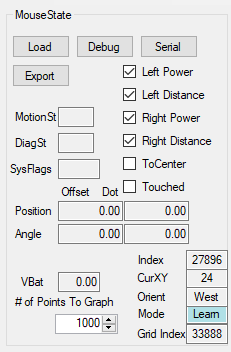 MouseState
Load Debug Serial
Export
Left Power
Left Distance
Right Power
Right Distance
ToCenter
Touched
MotionSt
DiagSt
SysFlags
Offset Dot
Position 0.00 0.00
Angle 0.00 0.00
VBat 0.00
# of Points To Graph
1000
Index 27896
CurXY 24
Orient West
Mode Learn
Grid Index 33888